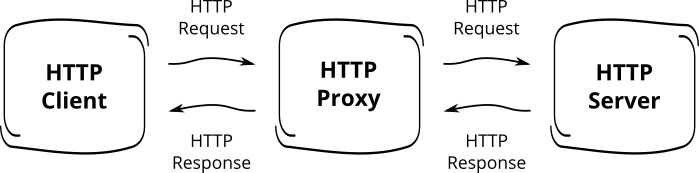 HTTP
Request
HTTP
Request
HTTP
Client
HTTP
Proxy
HTTP
Server
HTTP
Response
HTTP
Response